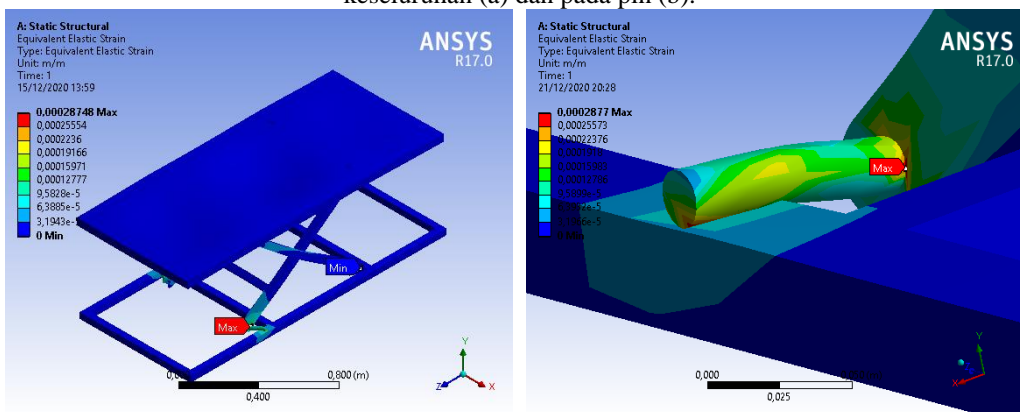 keseluruhan (a) dan pada pin (b).
A: Static Structural
Equivalent Elastic Strain
Type: Equivalent Elastic Strain
Unit: m/m
Time: 1
15/12/2020 13:59
0,00028748 Max
0,00025554
0,0002236
0,00019166
0,00015971
0,00012777
9,5828e-5
6,3885e-5
3,1943e-
0 Min
ANSYS
R17.0
Min
Max
0,800 (m)
0,400
Y
Z
X
A: Static Structural
Equivalent Elastic Strain
Type: Equivalent Elastic Strain
Unit: m/m
Time: 1
21/12/2020 20:28
0,0002877 Max
0,00025573
0,00022376
0 Min
ANSYS
R17.0
Max
0,000
0,025
Y
X